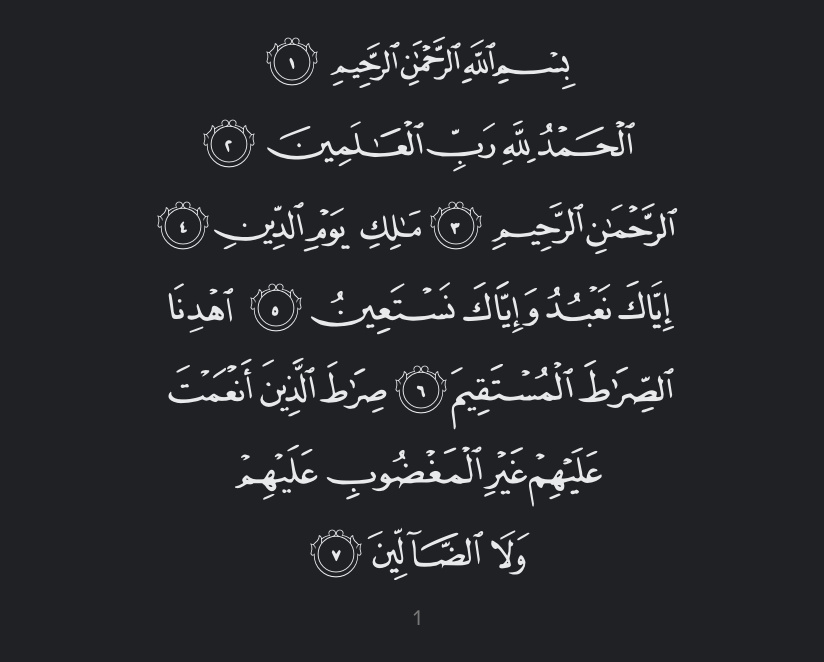 بِسْمِ ٱللَّهِ ٱلرَّحْمَٰنِ ٱلرَّحِيمِ ١
ٱلْحَمْدُ لِلَّهِ رَبِّ ٱلْعَٰلَمِينَ ٢
ٱلرَّحْمَٰنِ ٱلرَّحِيمِ ٣ مَٰلِكِ يَوْمِ ٱلدِّينِ ٤
إِيَّاكَ نَعْبُدُ وَإِيَّاكَ نَسْتَعِينُ ٥ ٱهْدِنَا
ٱلصِّرَٰطَ ٱلْمُسْتَقِيمَ ٦ صِرَٰطَ ٱلَّذِينَ أَنْعَمْتَ
عَلَيْهِمْ غَيْرِ ٱلْمَغْضُوبِ عَلَيْهِمْ
وَلَا ٱلضَّآلِّينَ ٧
1